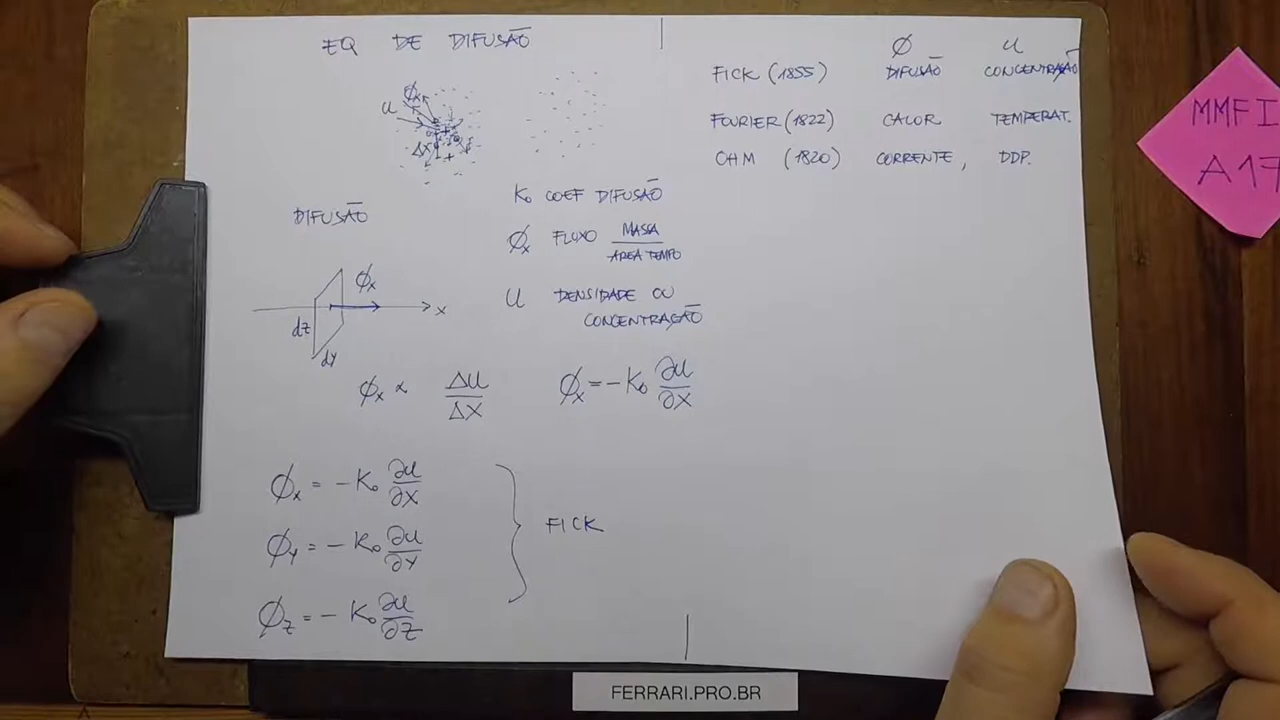 EQ DE DIFUSÃO
ϕx
u
Δx
DIFUSÃO
K₀ COEF DIFUSÃO
ϕx FLUXO MASSA / ÁREA TEMPO
u DENSIDADE OU
CONCENTRAÇÃO
ϕx
x
dz
dy
ϕx ∝ Δu/Δx
ϕx = -K₀ ∂u/∂x
ϕx = -K₀ ∂u/∂x
ϕy = -K₀ ∂u/∂y
ϕz = -K₀ ∂u/∂z
FICK
ϕ u
FICK (1855) DIFUSÃO CONCENTRAÇÃO
FOURIER (1822) CALOR TEMPERAT.
OHM (1820) CORRENTE, DDP.
MMFI
A17
FERRARI.PRO.BR